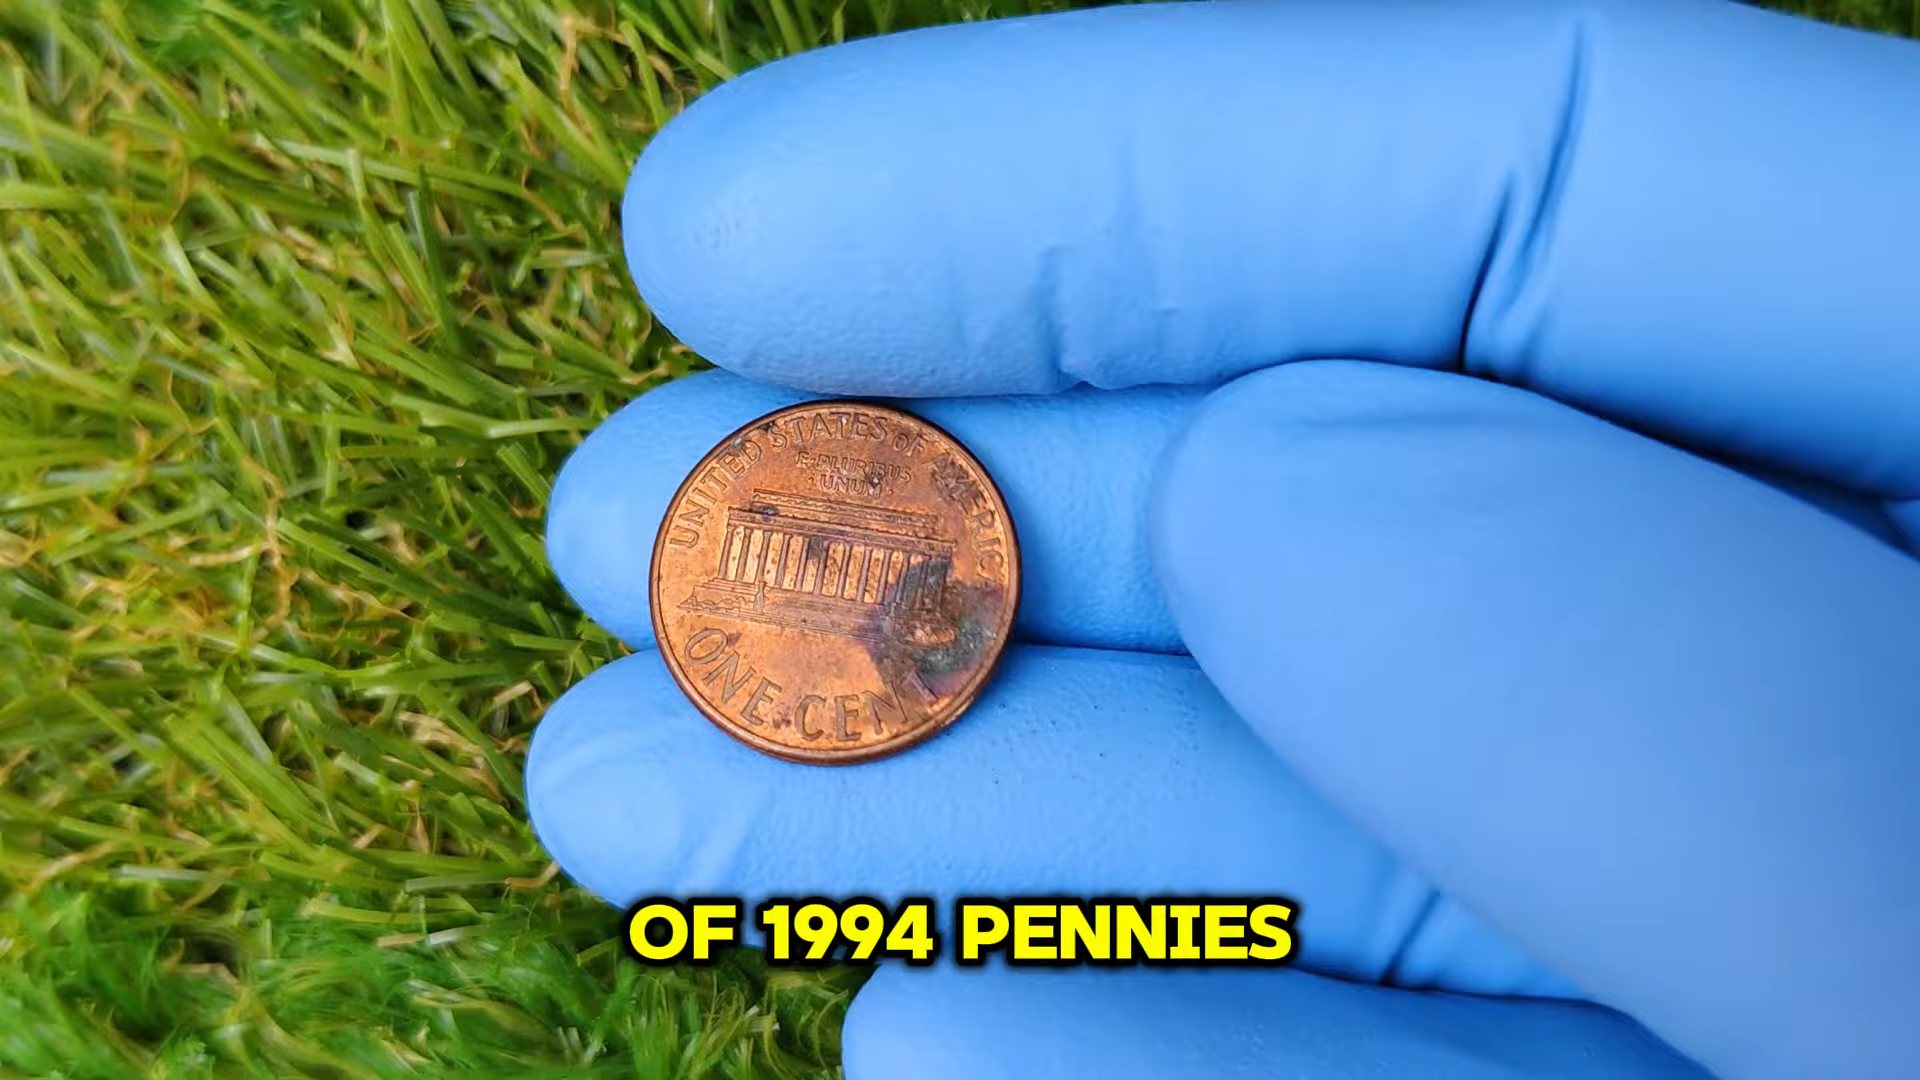 UNITED STATES OF AMERICA
E·PLURIBUS
·UNUM·
ONE CENT
OF 1994 PENNIES